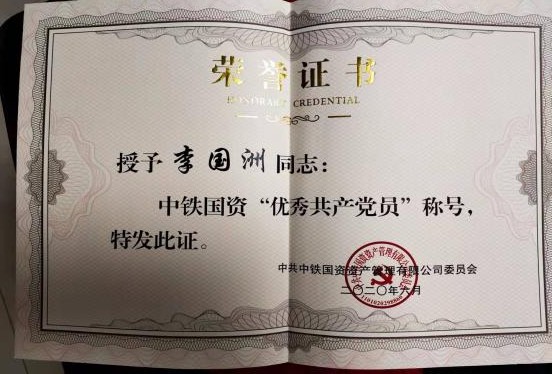 荣誉证书
HONORARY CREDENTIAL
授予李国洲同志：
中铁国资“优秀共产党员”称号，
特发此证。
中共中铁国资资产管理有限公司委员会
二〇二〇年六月